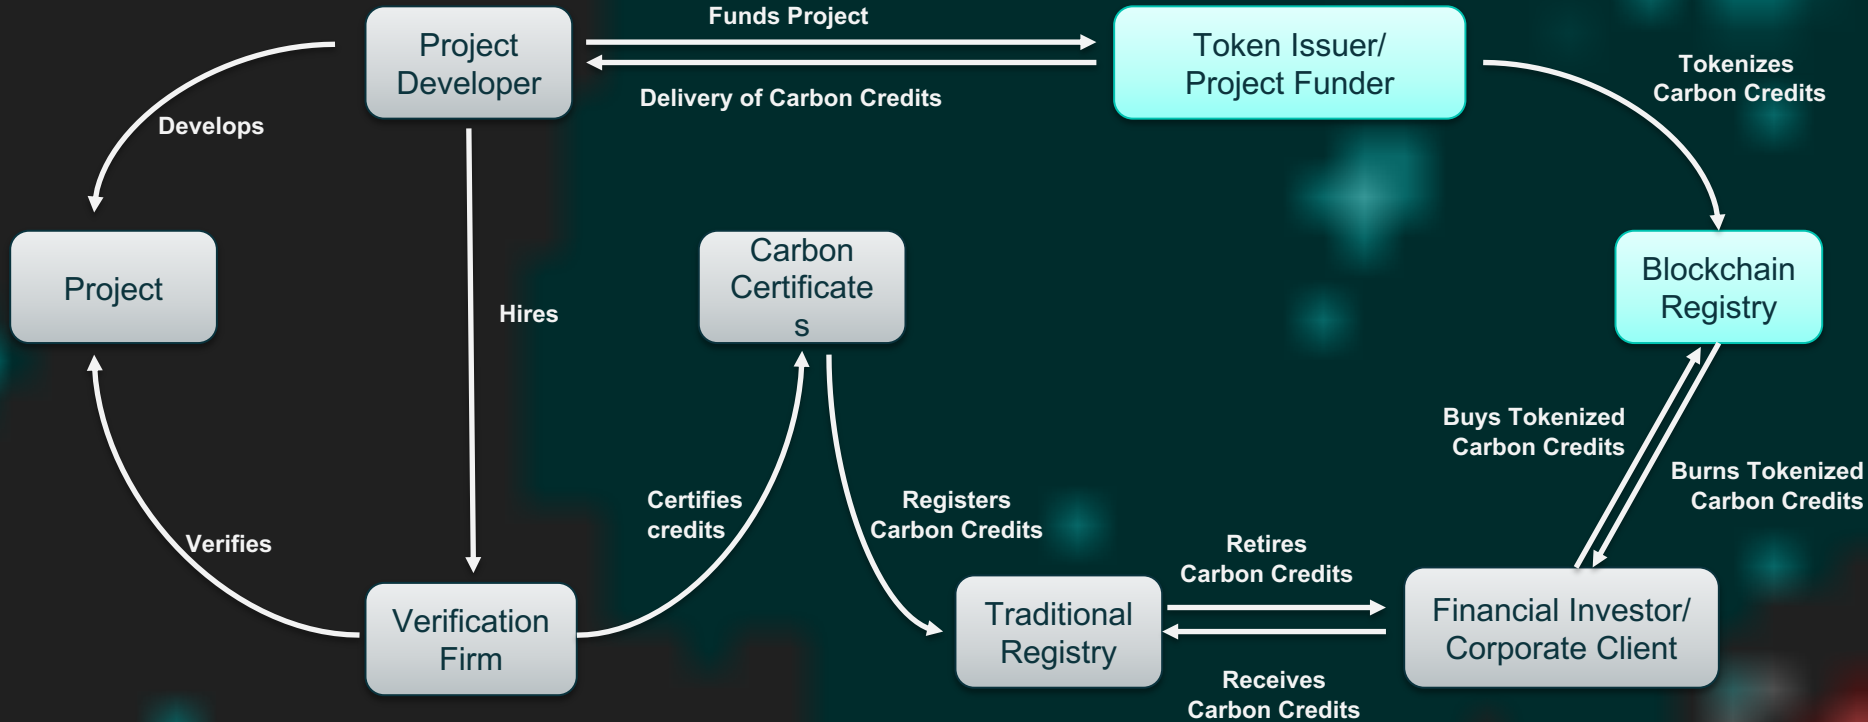 Funds Project
Project
Developer
Token Issuer/
Project Funder
Tokenizes
Carbon Credits
Delivery of Carbon Credits
Develops
Project
Hires
Carbon
Certificate
s
Blockchain
Registry
Buys Tokenized
Carbon Credits
Burns Tokenized
Carbon Credits
Verifies
Certifies
credits
Registers
Carbon Credits
Retires
Carbon Credits
Verification
Firm
Traditional
Registry
Financial Investor/
Corporate Client
Receives
Carbon Credits